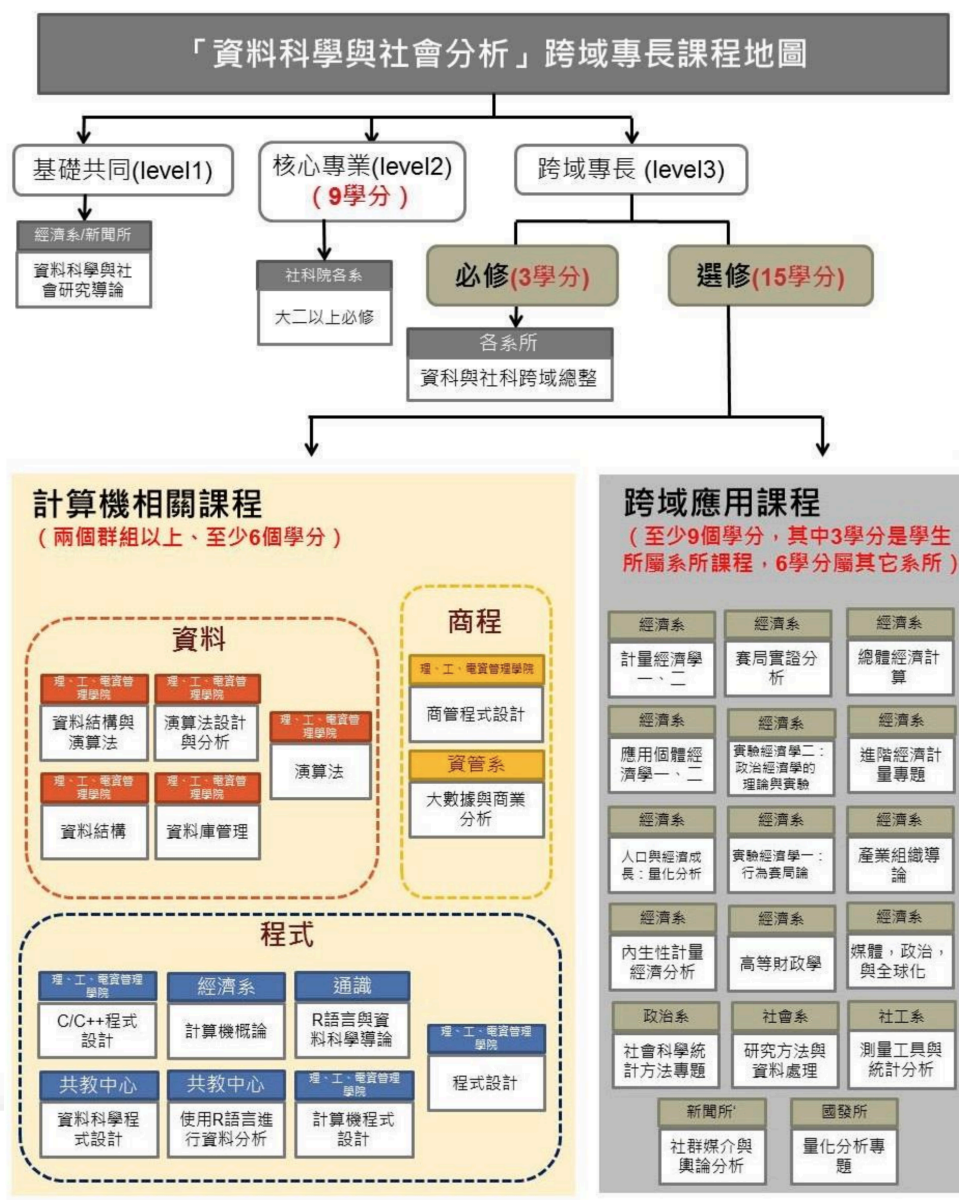 「資料科學與社會分析」跨域專長課程地圖
基礎共同(level1)
經濟系/新聞所
資料科學與社
會研究導論
核心專業(level2)
(9學分)
社科院各系
大二以上必修
跨域專長 (level3)
必修(3學分)
各系所
資科與社科跨域總整
選修(15學分)
計算機相關課程
(兩個群組以上、至少6個學分)
資料
理、工、電資管
理學院
資料結構與
演算法
理、工、電資管
理學院
演算法設計
與分析
理、工、電資管
理學院
演算法
理、工、電資管
理學院
資料結構
理、工、電資管
理學院
資料庫管理
商程
理、工、電資管理學院
商管程式設計
資管系
大數據與商業
分析
程式
理、工、電資管理
學院
C/C++程式
設計
經濟系
計算機概論
通識
R語言與資
料科學導論
理、工、電資管理
學院
程式設計
共教中心
資料科學程
式設計
共教中心
使用R語言進
行資料分析
理、工、電資管理
學院
計算機程式
設計
跨域應用課程
(至少9個學分,其中3學分是學生
所屬系所課程,6學分屬其它系所)
經濟系
計量經濟學
一、二
經濟系
賽局實證分
析
經濟系
總體經濟計
算
經濟系
應用個體經
濟學一、二
經濟系
實驗經濟學二:
政治經濟學的
理論與實驗
經濟系
進階經濟計
量專題
經濟系
人口與經濟成
長:量化分析
經濟系
實驗經濟學一:
行為賽局論
經濟系
產業組織導
論
經濟系
內生性計量
經濟分析
經濟系
高等財政學
經濟系
媒體,政治,
與全球化
政治系
社會科學統
計方法專題
社會系
研究方法與
資料處理
社工系
測量工具與
統計分析
新聞所'
社群媒介與
輿論分析
國發所
量化分析專
題